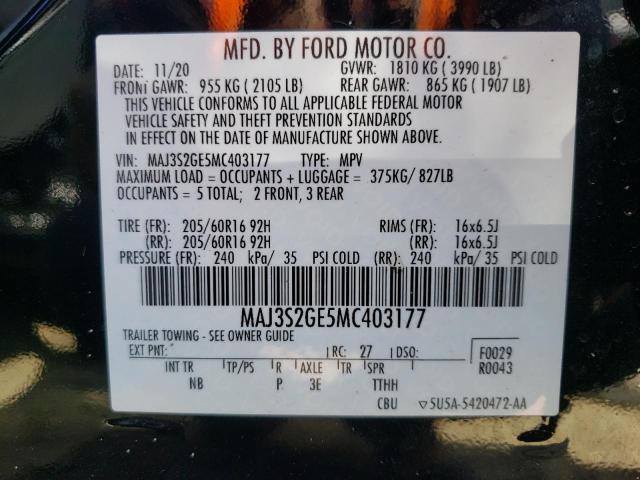 MFD. BY FORD MOTOR CO.
DATE: 11/20 GVWR: 1810 KG ( 3990 LB)
FRONT GAWR: 955 KG ( 2105 LB) REAR GAWR: 865 KG ( 1907 LB)
THIS VEHICLE CONFORMS TO ALL APPLICABLE FEDERAL MOTOR
VEHICLE SAFETY AND THEFT PREVENTION STANDARDS
IN EFFECT ON THE DATE OF MANUFACTURE SHOWN ABOVE.
VIN: MAJ3S2GE5MC403177 TYPE: MPV
MAXIMUM LOAD = OCCUPANTS + LUGGAGE = 375KG/ 827LB
OCCUPANTS = 5 TOTAL; 2 FRONT, 3 REAR
TIRE (FR): 205/60R16 92H RIMS (FR): 16x6.5J
(RR): 205/60R16 92H (RR): 16x6.5J
PRESSURE (FR): 240 kPa/ 35 PSI COLD (RR): 240 kPa/ 35 PSI COLD
MAJ3S2GE5MC403177
TRAILER TOWING - SEE OWNER GUIDE
EXT PNT: RC: 27 DSO: F0029
INT TR TP/PS R AXLE TR SPR R0043
NB P 3E TTHH
CBU 5U5A-5420472-AA